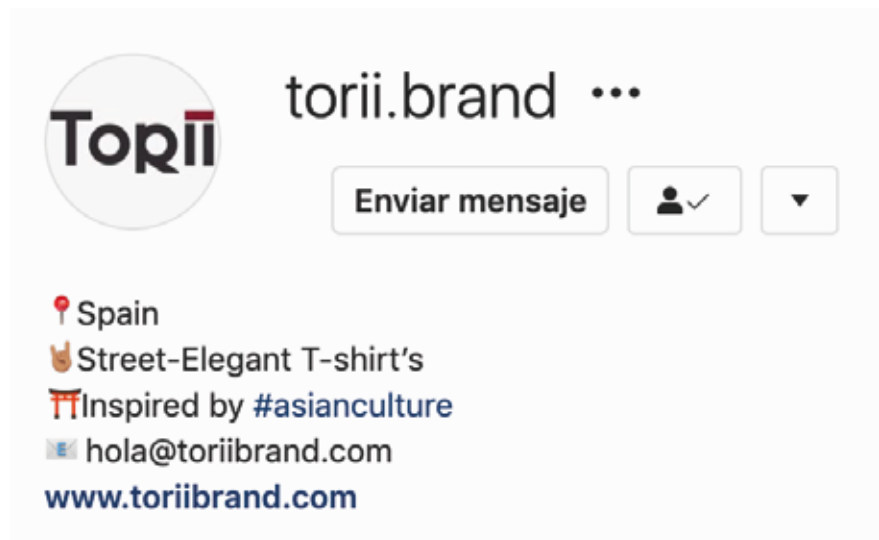 TORII
torii.brand •••
Enviar mensaje
📍Spain
🤘🏽Street-Elegant T-shirt’s
⛩Inspired by #asianculture
📧 hola@toriibrand.com
www.toriibrand.com